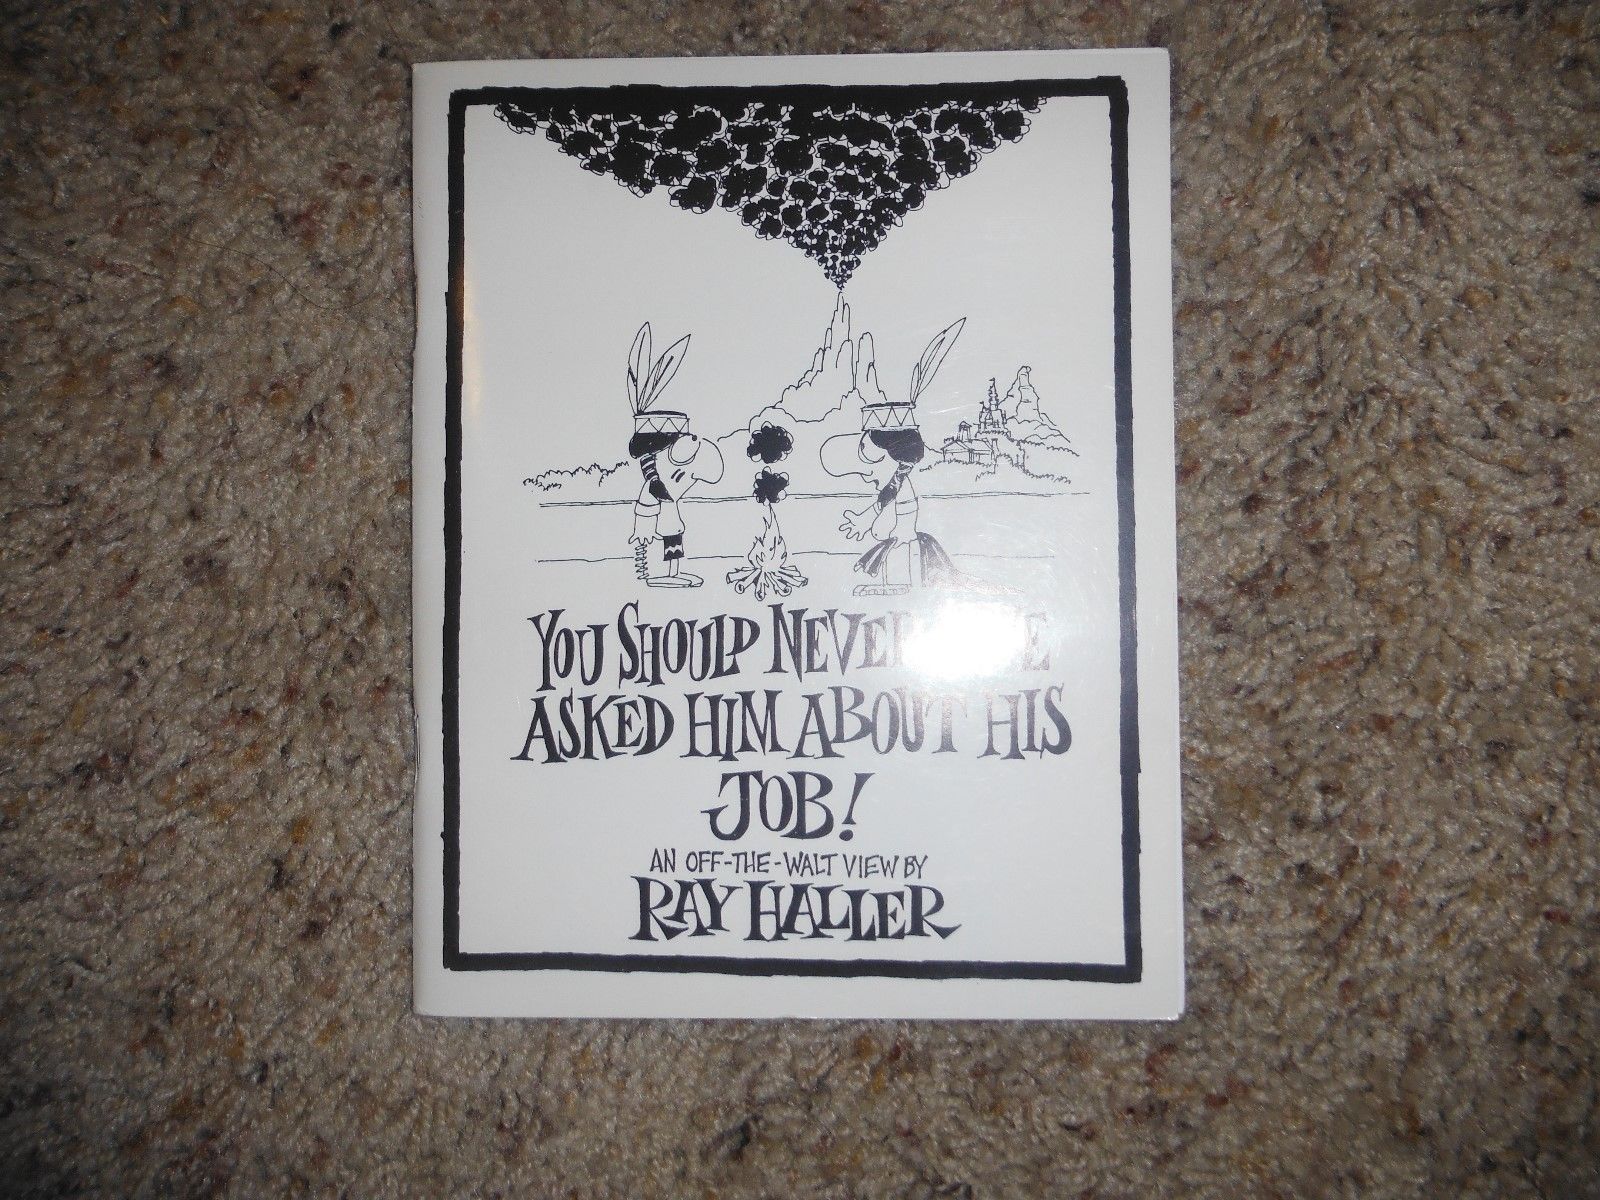 YOU SHOULD NEVER
ASKED HIM ABOUT HIS
JOB!
AN OFF-THE-WALT VIEW BY
RAY HALLER